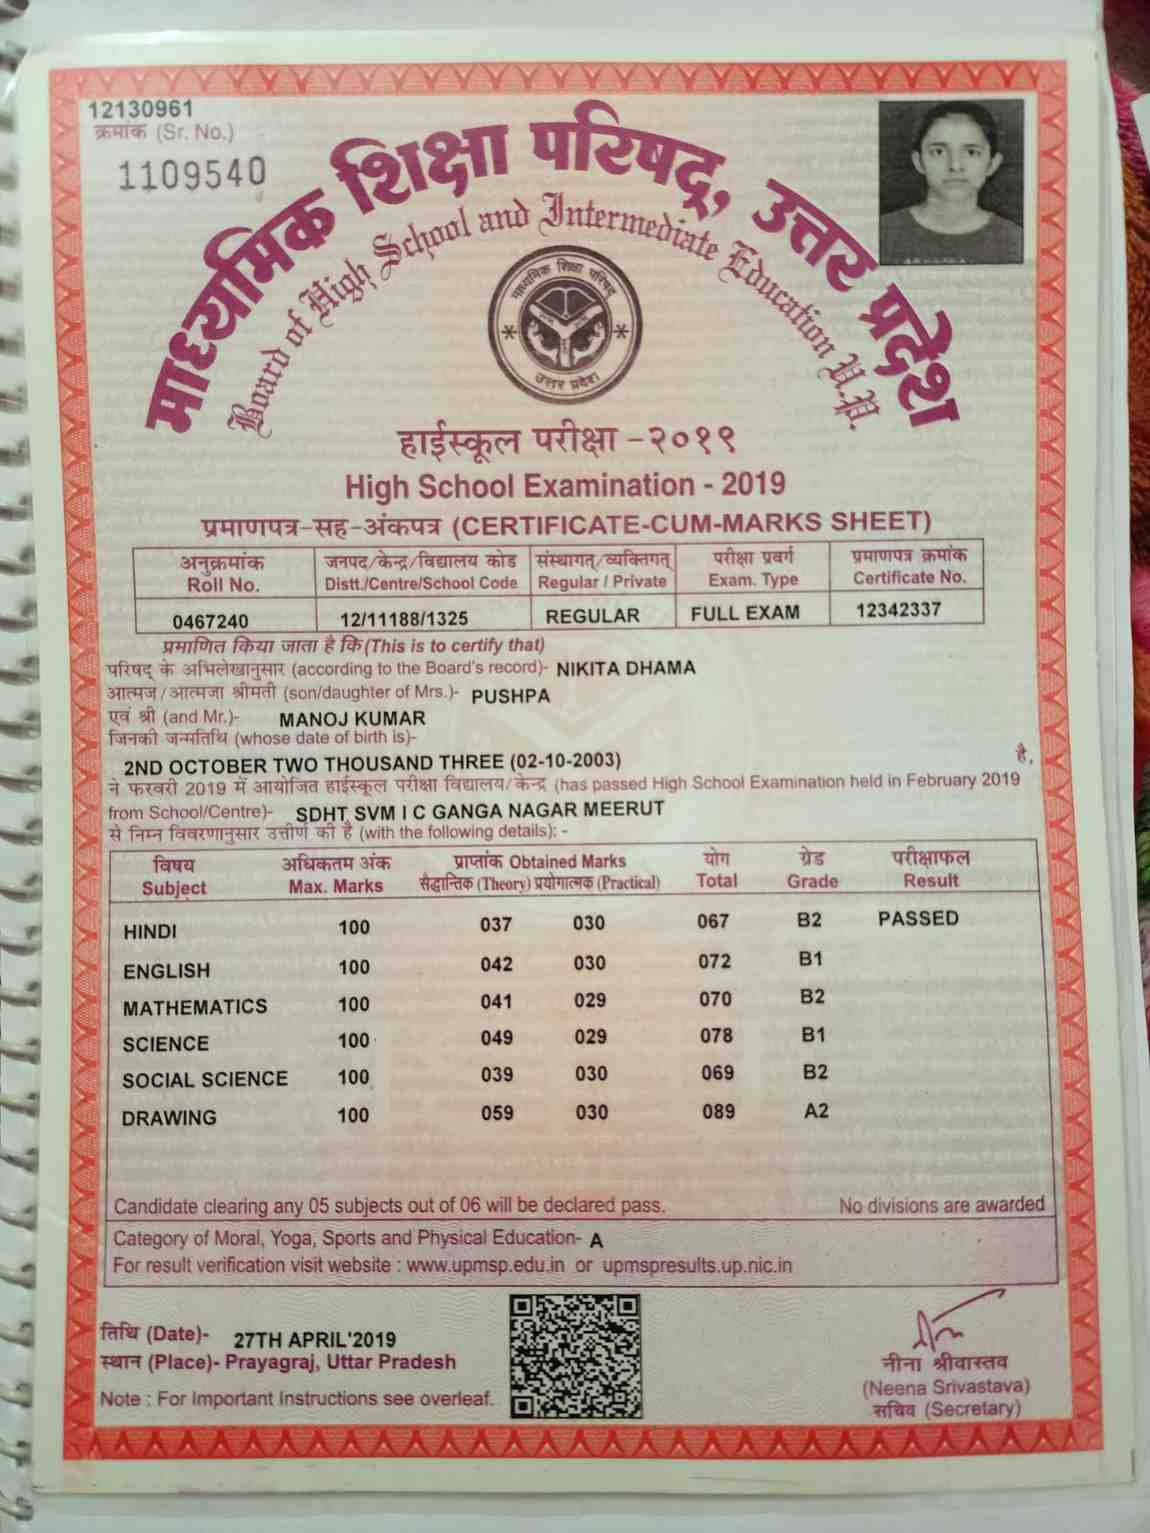 12130961
क्रमांक (Sr. No.)
1109540
माध्यमिक शिक्षा परिषद्, उत्तर प्रदेश
Board of High School and Intermediate Education U.P.
माध्यमिक शिक्षा परिषद्
उत्तर प्रदेश
हाईस्कूल परीक्षा -२०१९
High School Examination - 2019
प्रमाणपत्र-सह-अंकपत्र (CERTIFICATE-CUM-MARKS SHEET)
अनुक्रमांक जनपद/केन्द्र/विद्यालय कोड संस्थागत्/व्यक्तिगत् परीक्षा प्रवर्ग प्रमाणपत्र क्रमांक
Roll No. Distt./Centre/School Code Regular / Private Exam. Type Certificate No.
0467240 12/11188/1325 REGULAR FULL EXAM 12342337
प्रमाणित किया जाता है कि (This is to certify that)
परिषद् के अभिलेखानुसार (according to the Board's record)- NIKITA DHAMA
आत्मज/आत्मजा श्रीमती (son/daughter of Mrs.)- PUSHPA
एवं श्री (and Mr.)- MANOJ KUMAR
जिनकी जन्मतिथि (whose date of birth is)-
2ND OCTOBER TWO THOUSAND THREE (02-10-2003) है,
ने फरवरी 2019 में आयोजित हाईस्कूल परीक्षा विद्यालय/केन्द्र (has passed High School Examination held in February 2019
from School/Centre)- SDHT SVM I C GANGA NAGAR MEERUT
से निम्न विवरणानुसार उत्तीर्ण की है (with the following details): -
विषय अधिकतम अंक प्राप्तांक Obtained Marks योग ग्रेड परीक्षाफल
Subject Max. Marks सैद्धान्तिक (Theory) प्रयोगात्मक (Practical) Total Grade Result
HINDI 100 037 030 067 B2 PASSED
ENGLISH 100 042 030 072 B1
MATHEMATICS 100 041 029 070 B2
SCIENCE 100 049 029 078 B1
SOCIAL SCIENCE 100 039 030 069 B2
DRAWING 100 059 030 089 A2
Candidate clearing any 05 subjects out of 06 will be declared pass. No divisions are awarded
Category of Moral, Yoga, Sports and Physical Education- A
For result verification visit website : www.upmsp.edu.in or upmspresults.up.nic.in
तिथि (Date)- 27TH APRIL'2019
स्थान (Place)- Prayagraj, Uttar Pradesh
Note : For Important Instructions see overleaf.
नीना श्रीवास्तव
(Neena Srivastava)
सचिव (Secretary)